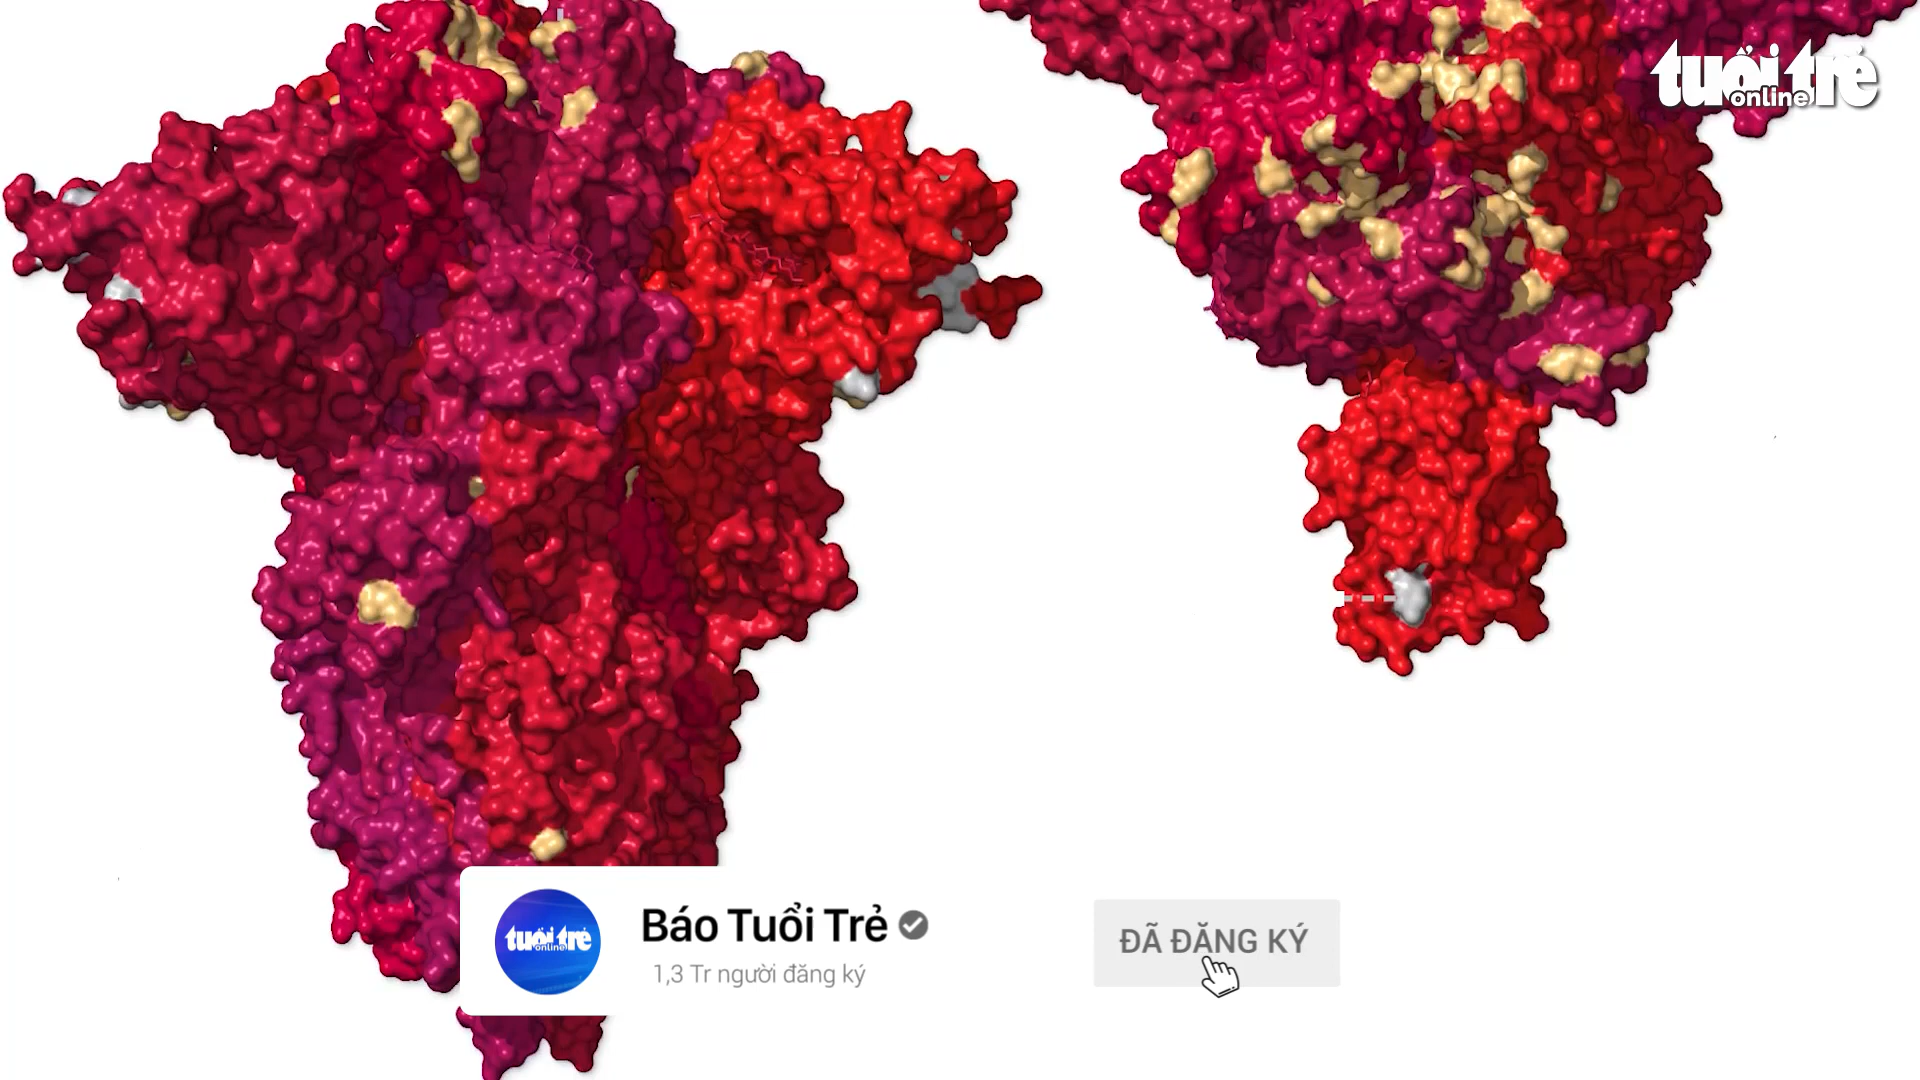 tuổi trẻ
online
Báo Tuổi Trẻ
tuổi trẻ
online
1,3 Tr người đăng ký
ĐÃ ĐĂNG KÝ